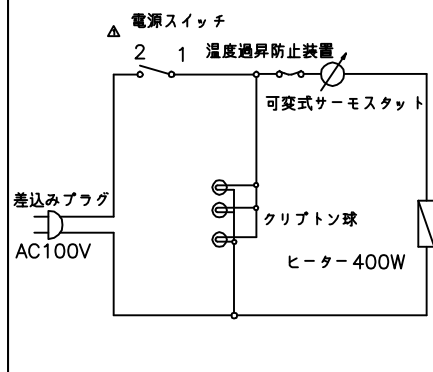 電源スイッチ
2 1
温度過昇防止装置
可変式サーモスタット
差込みプラグ
AC100V
クリプトン球
ヒーター400W